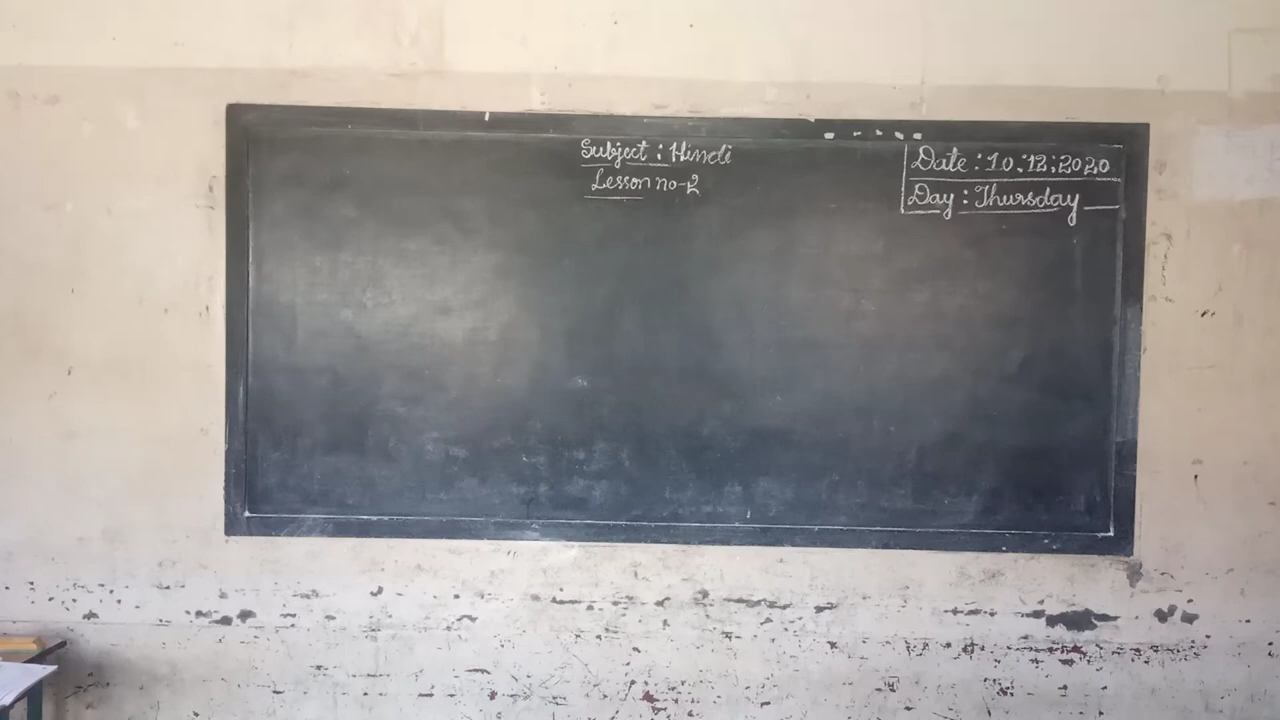 Subject : Hindi
Lesson no-2
Date : 10.12.2020
Day : Thursday